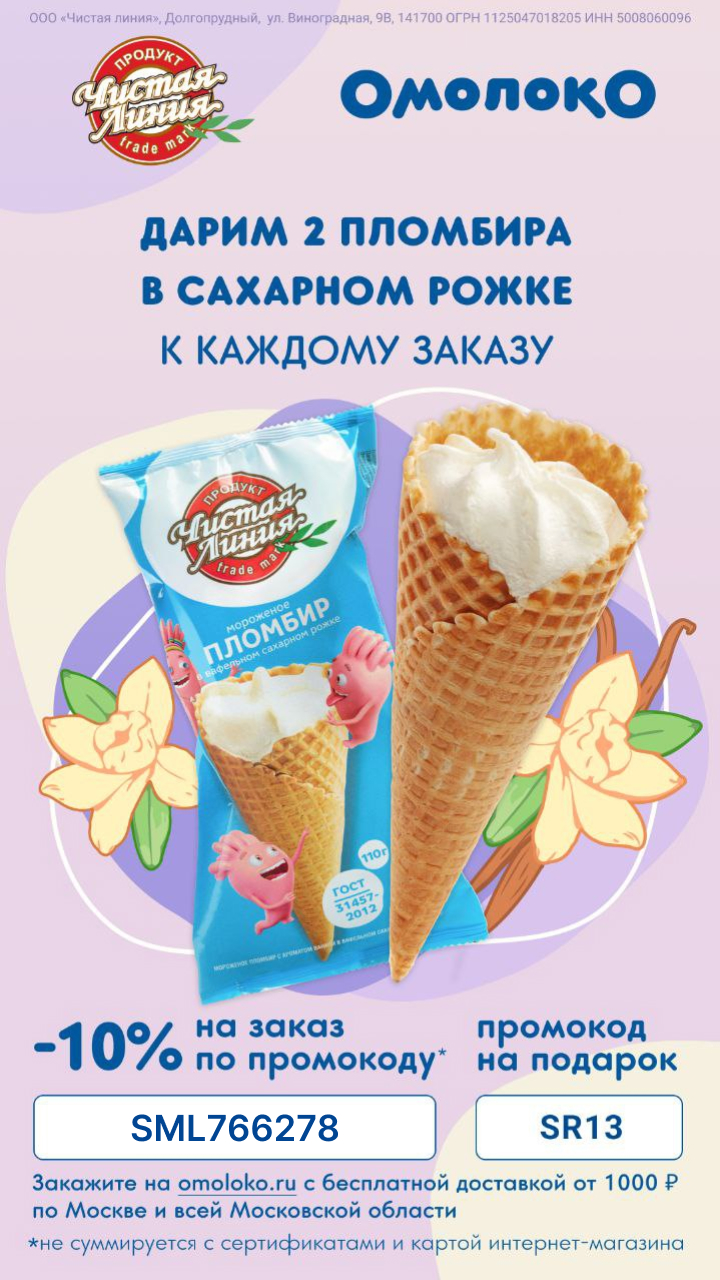 ООО «Чистая линия», Долгопрудный, ул. Виноградная, 9В, 141700 ОГРН 1125047018205 ИНН 5008060096
ПРОДУКТ
Чистая
Линия
trade mark
ОМОЛОКО
ДАРИМ 2 ПЛОМБИРА
В САХАРНОМ РОЖКЕ
К КАЖДОМУ ЗАКАЗУ
ПРОДУКТ
Чистая
Линия
trade mark
мороженое
ПЛОМБИР
в вафельном сахарном рожке
110г
ГОСТ
31457-
2012
-10% на заказ
по промокоду*
SML766278
промокод
на подарок
SR13
Закажите на omoloko.ru с бесплатной доставкой от 1000 ₽
по Москве и всей Московской области
*не суммируется с сертификатами и картой интернет-магазина